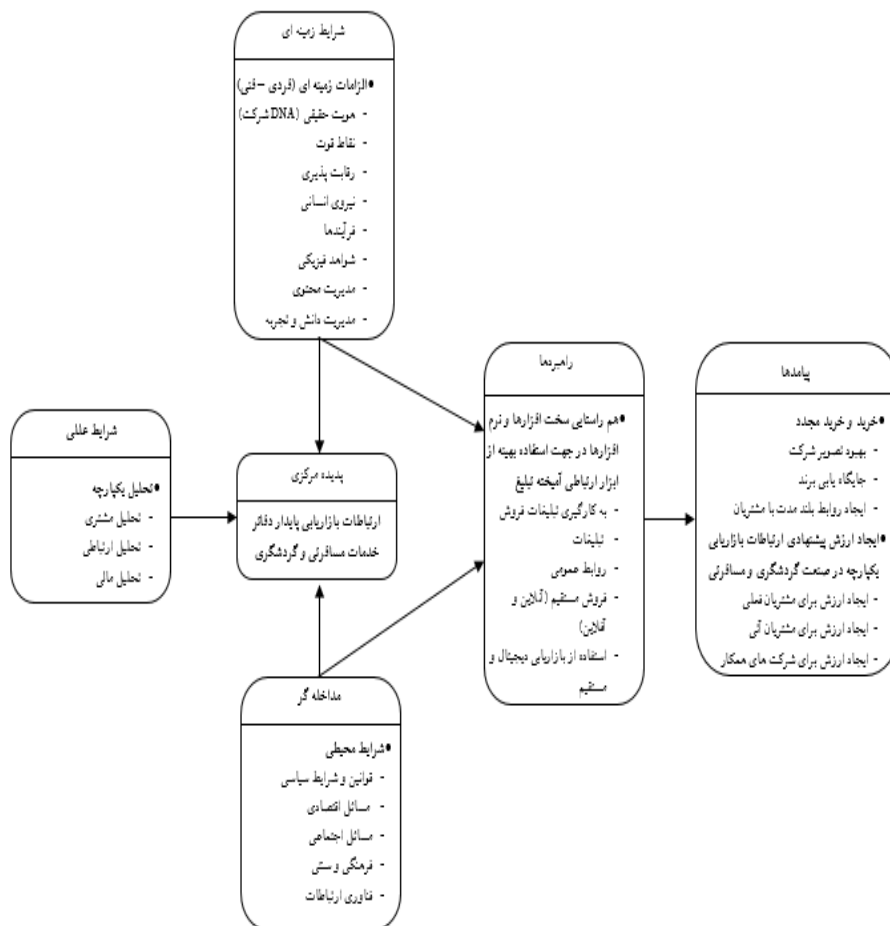 شرایط زمینه ای
●الزامات زمینه ای (فردی – فنی)
- هویت حقیقی (DNA شرکت)
- نقاط قوت
- رقابت پذیری
- نیروی انسانی
- فرآیندها
- شواهد فیزیکی
- مدیریت محتوی
- مدیریت دانش و تجربه
شرایط عللی
●تحلیل یکپارچه
- تحلیل مشتری
- تحلیل ارتباطی
- تحلیل مالی
پدیده مرکزی
ارتباطات بازاریابی پایدار دفاتر
خدمات مسافرتی و گردشگری
مداخله گر
●شرایط محیطی
- قوانین و شرایط سیاسی
- مسائل اقتصادی
- مسائل اجتماعی
- فرهنگی و سنتی
- فناوری ارتباطات
راهبردها
●هم راستایی سخت افزارها و نرم
افزارها در جهت استفاده بهینه از
ابزار ارتباطی آمیخته تبلیغ
- به کارگیری تبلیغات فروش
- تبلیغات
- روابط عمومی
- فروش مستقیم (آنلاین و
آفلاین)
- استفاده از بازاریابی دیجیتال و
مستقیم
پیامدها
●خرید و خرید مجدد
- بهبود تصویر شرکت
- جایگاه یابی برند
- ایجاد روابط بلند مدت با مشتریان
●ایجاد ارزش پیشنهادی ارتباطات بازاریابی
یکپارچه در صنعت گردشگری و مسافرتی
- ایجاد ارزش برای مشتریان فعلی
- ایجاد ارزش برای مشتریان آتی
- ایجاد ارزش برای شرکت های همکار